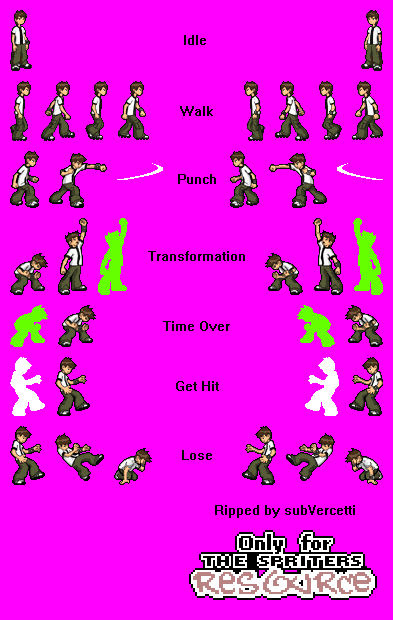 Idle
Walk
Punch
Transformation
Time Over
Get Hit
Lose
Ripped by subVercetti
Only for
THE SPRITERS
RESOURCE